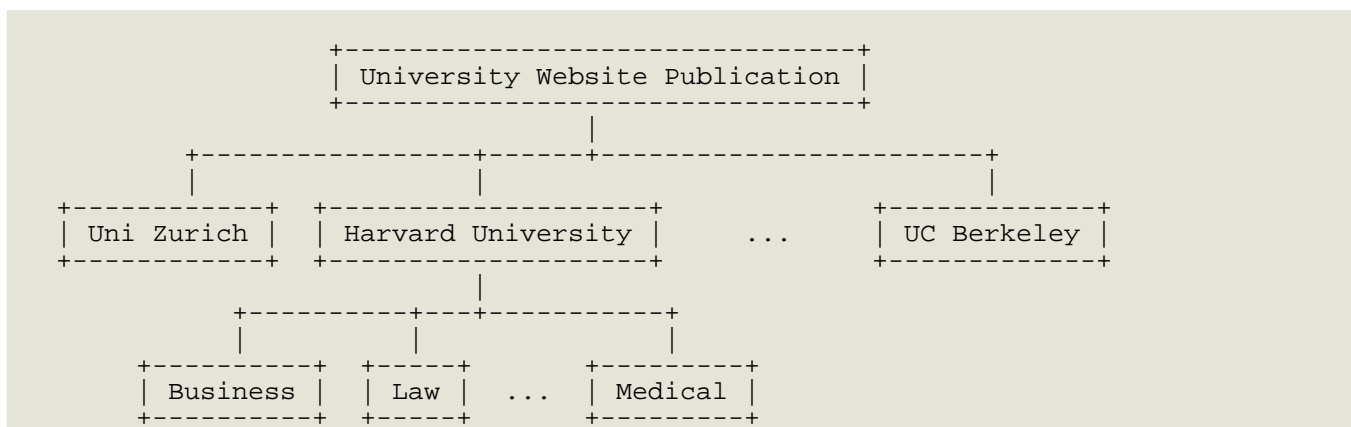 University Website Publication
Uni Zurich Harvard University ... UC Berkeley
Business Law ... Medical